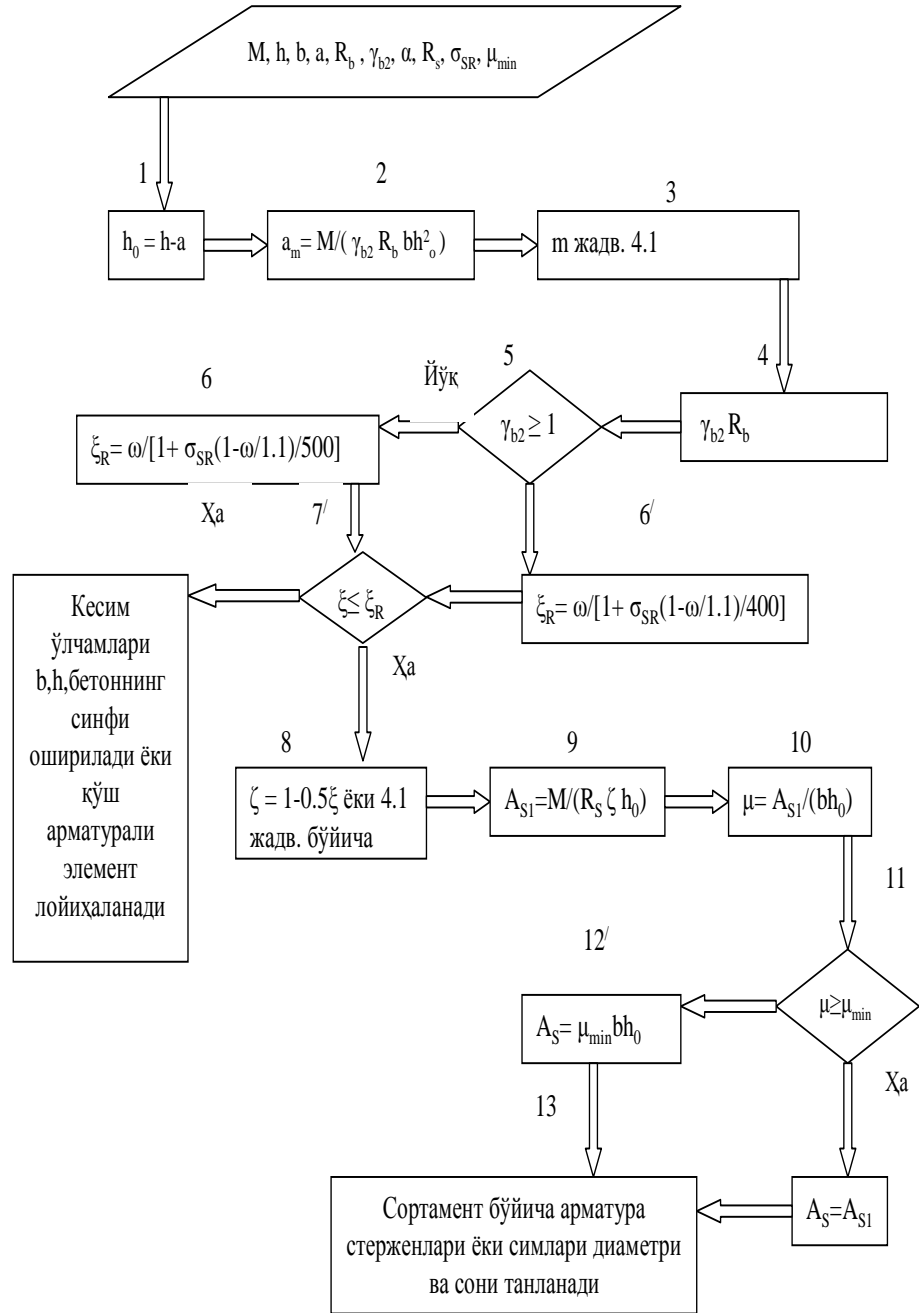 M, h, b, a, R_b , γ_b2, α, R_s, σ_SR, μ_min
1
2
3
h_0 = h-a
a_m= M/( γ_b2 R_b bh²_o )
m жадв. 4.1
4
5
6
Йўқ
γ_b2 ≥ 1
γ_b2 R_b
ξ_R= ω/[1+ σ_SR(1-ω/1.1)/500]
Ҳа
7/
6/
ξ≤ ξ_R
ξ_R= ω/[1+ σ_SR(1-ω/1.1)/400]
Кесим
ўлчамлари
b,h,бетоннинг
синфи
оширилади ёки
қўш
арматурали
элемент
лойиҳаланади
Ҳа
8
9
10
ζ = 1-0.5ξ ёки 4.1
жадв. бўйича
A_S1=M/(R_S ζ h_0)
μ= A_S1/(bh_0)
11
12/
μ≥μ_min
A_S= μ_min bh_0
Ҳа
13
Сортамент бўйича арматура
стерженлари ёки симлари диаметри
ва сони танланади
A_S=A_S1